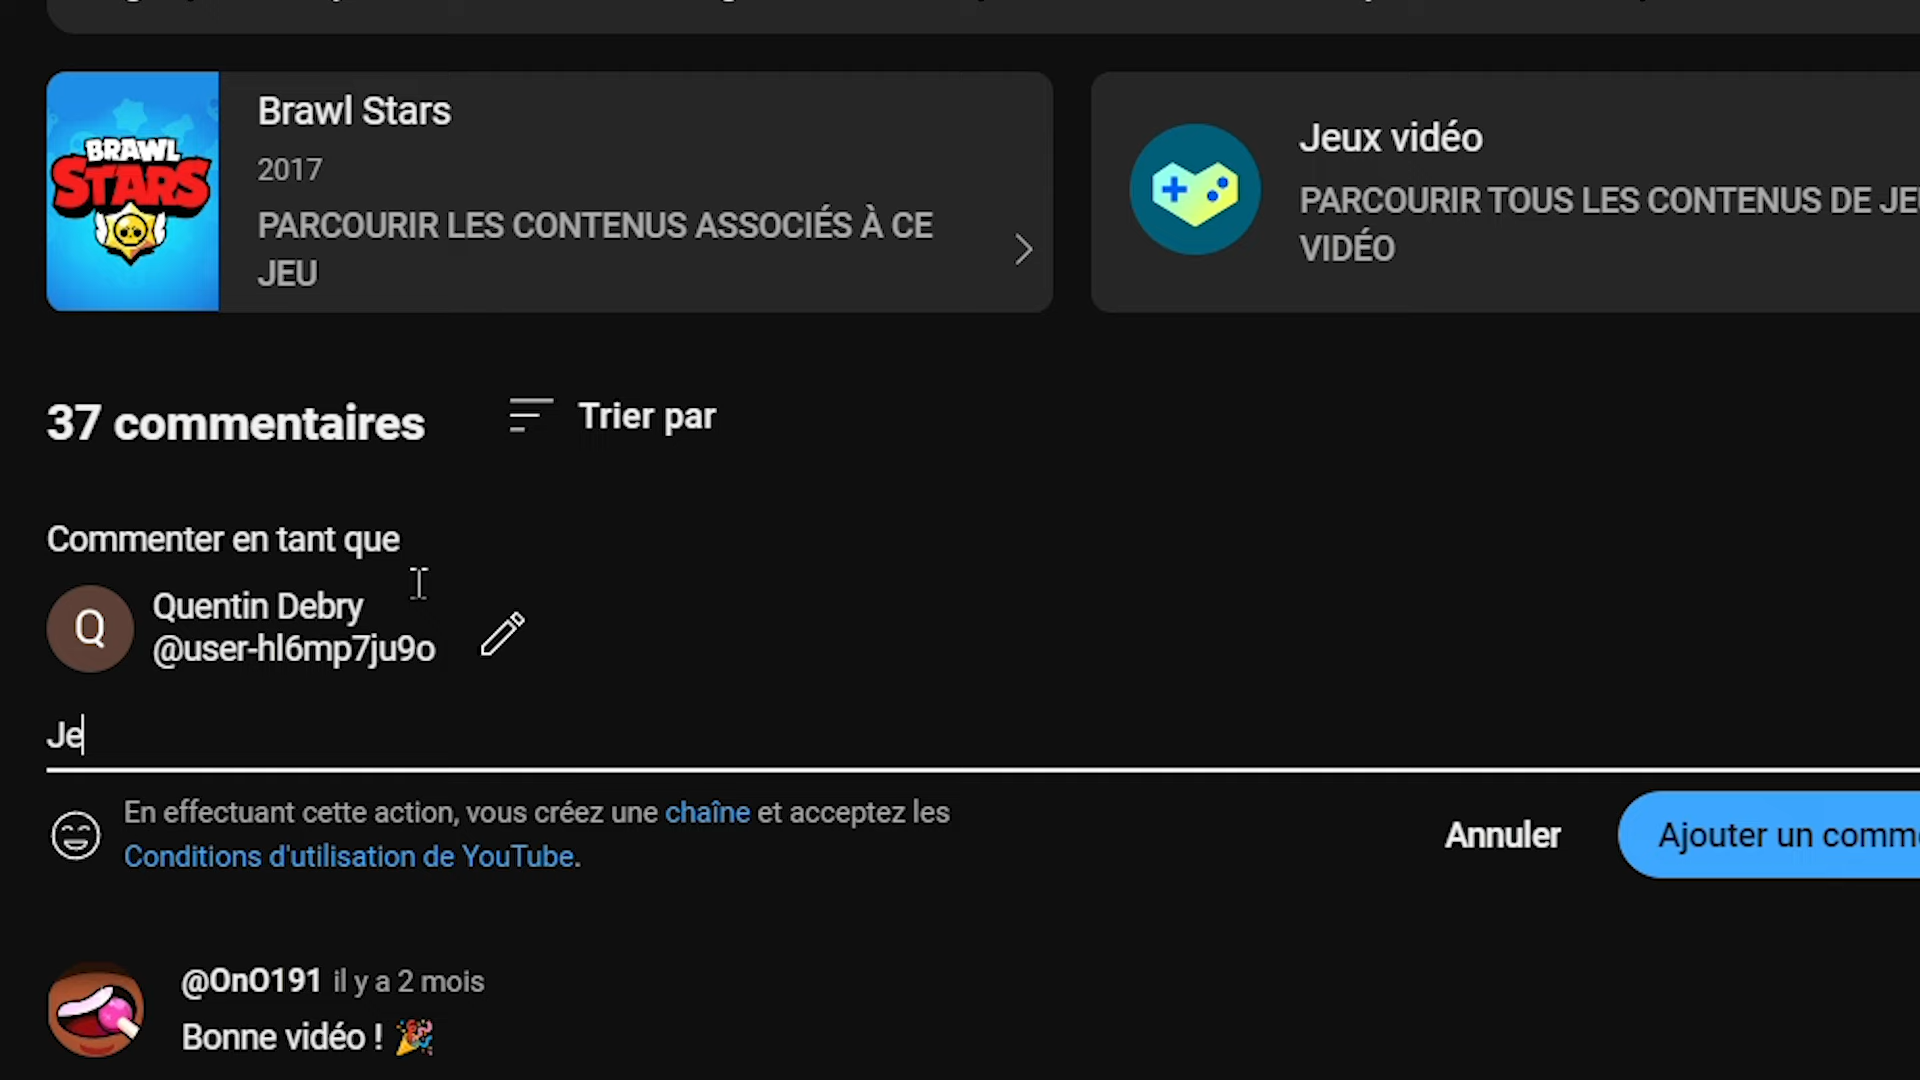 BRAWL
STARS
Brawl Stars
2017
PARCOURIR LES CONTENUS ASSOCIÉS À CE
JEU
Jeux vidéo
PARCOURIR TOUS LES CONTENUS DE JE
VIDÉO
37 commentaires
Trier par
Commenter en tant que
Q
Quentin Debry
@user-hl6mp7ju9o
Je
En effectuant cette action, vous créez une chaîne et acceptez les
Conditions d'utilisation de YouTube.
Annuler
Ajouter un comm
@OnO191 il y a 2 mois
Bonne vidéo ! 🎉